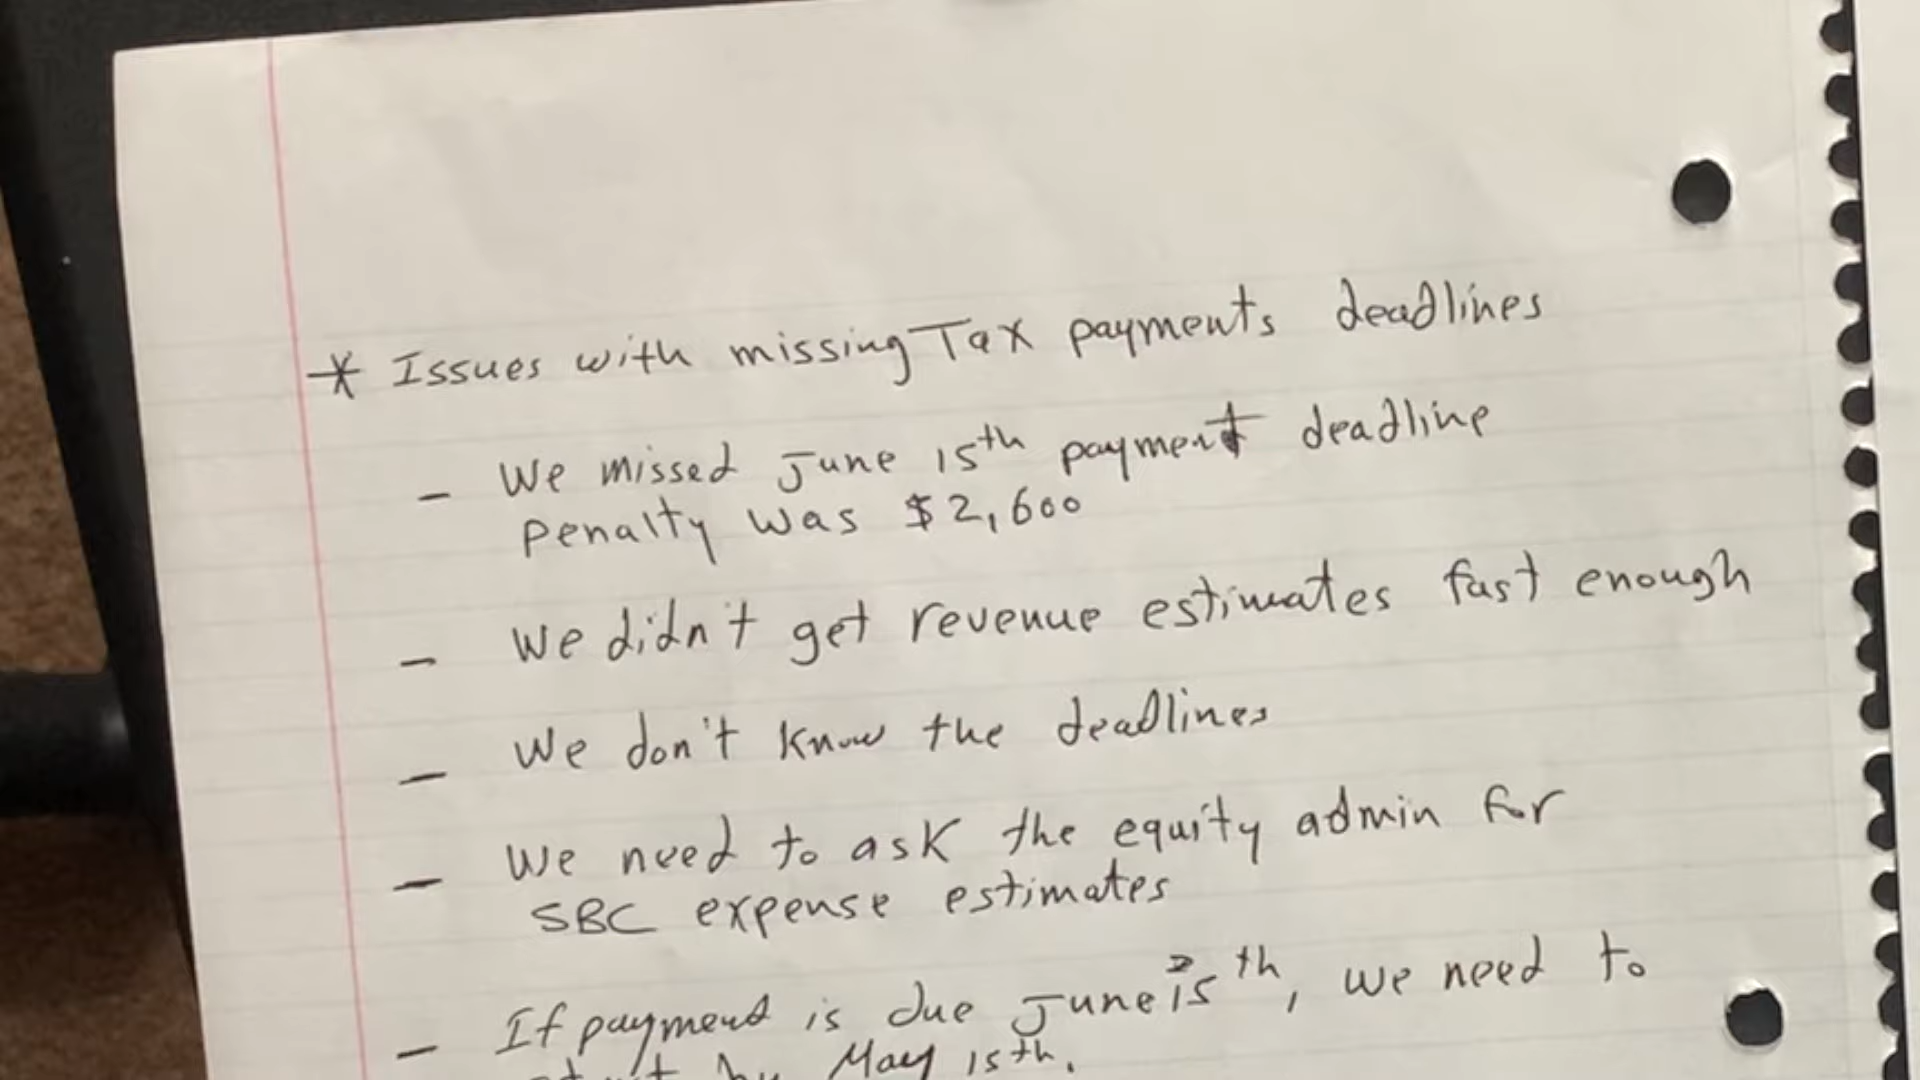 * Issues with missing Tax payments deadlines
- We missed June 15th payment deadline
penalty was $2,600
- We didn't get revenue estimates fast enough
- We don't know the deadlines
- We need to ask the equity admin for
SBC expense estimates
- If payment is due June 15th, we need to
start by May 15th.